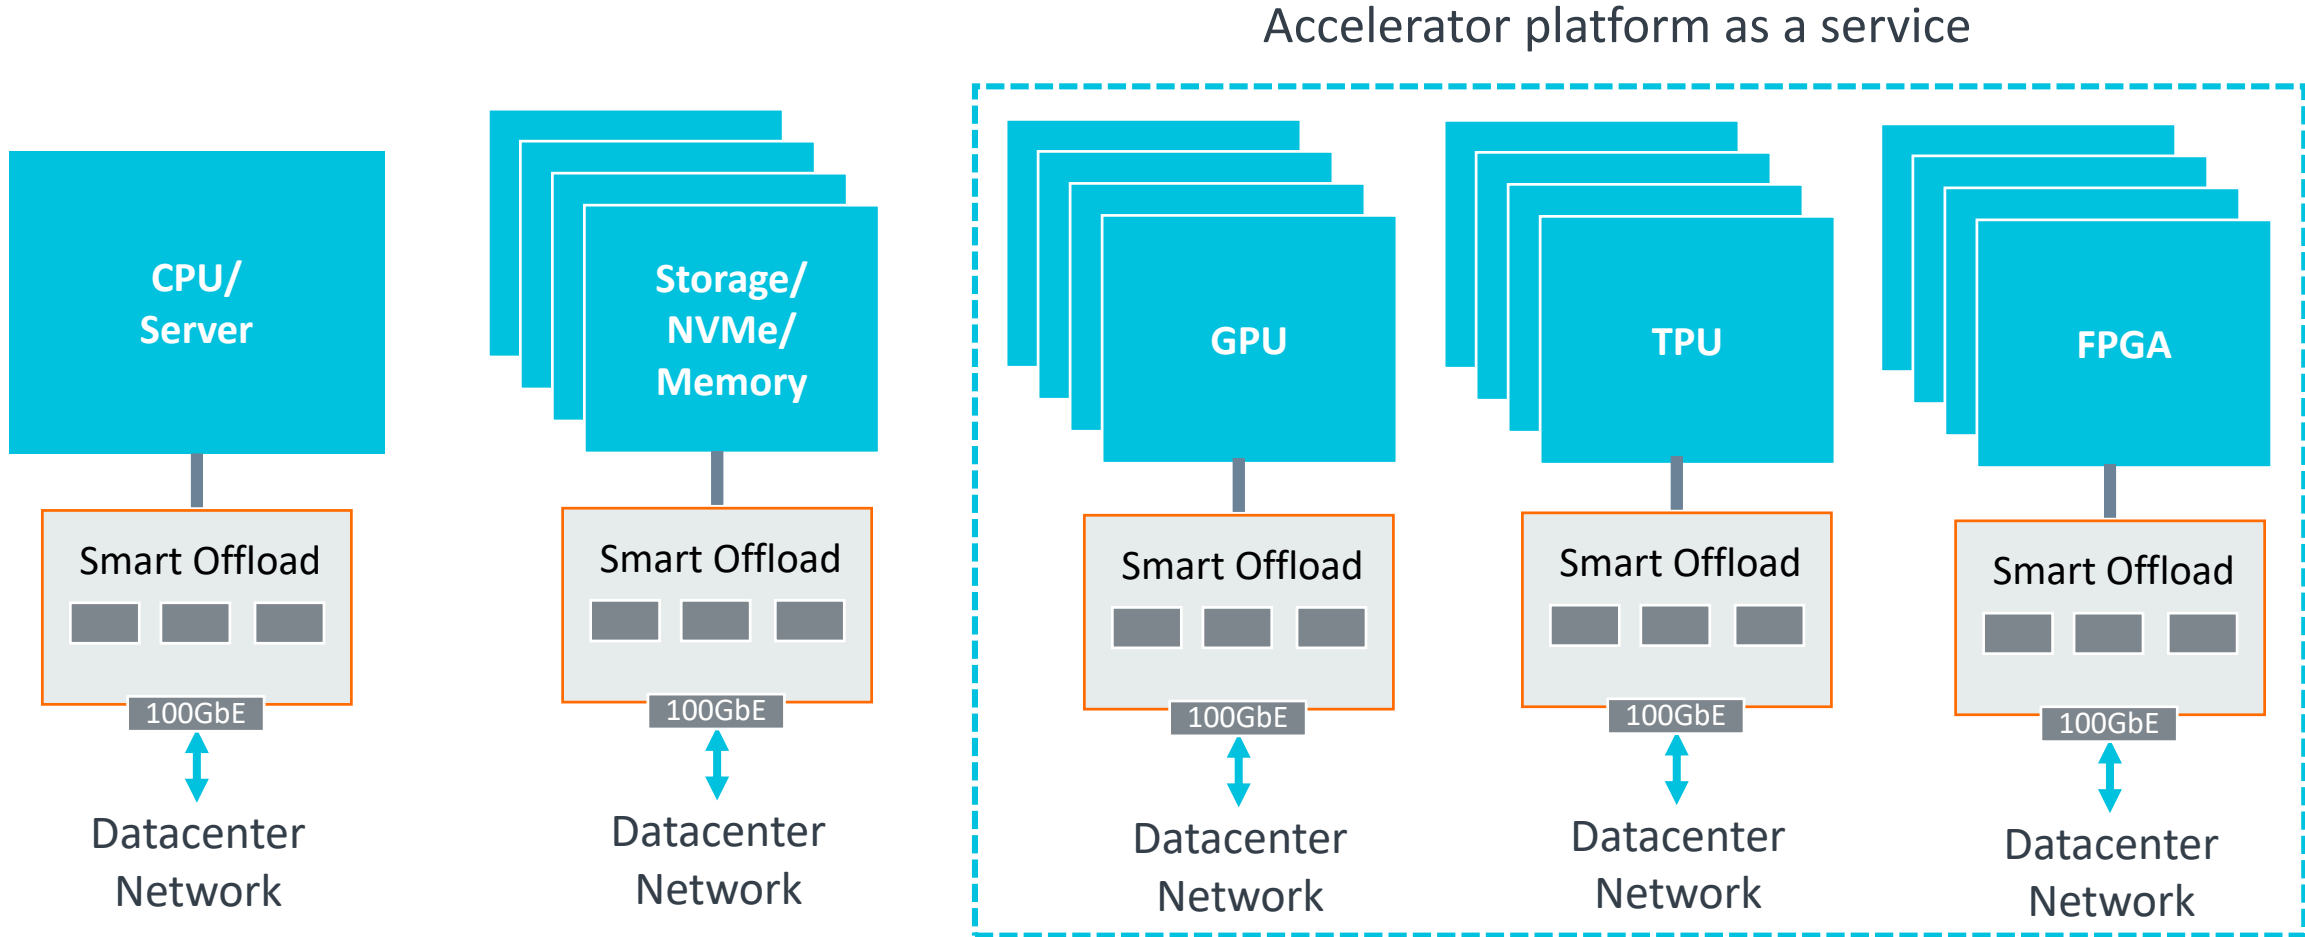 Accelerator platform as a service
CPU/
Server
Smart Offload
100GbE
Datacenter
Network
Storage/
NVMe/
Memory
Smart Offload
100GbE
Datacenter
Network
GPU
Smart Offload
100GbE
Datacenter
Network
TPU
Smart Offload
100GbE
Datacenter
Network
FPGA
Smart Offload
100GbE
Datacenter
Network